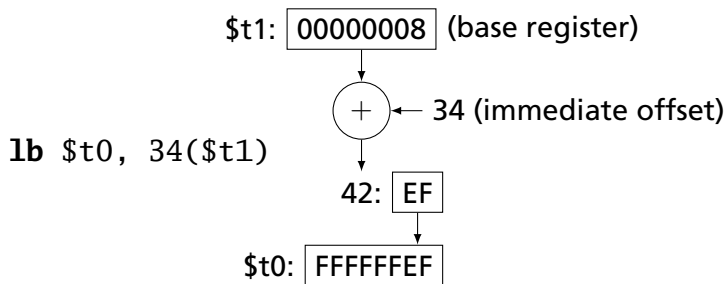 $t1: 00000008 (base register)
+ 34 (immediate offset)
lb $t0, 34($t1)
42: EF
$t0: FFFFFFEF